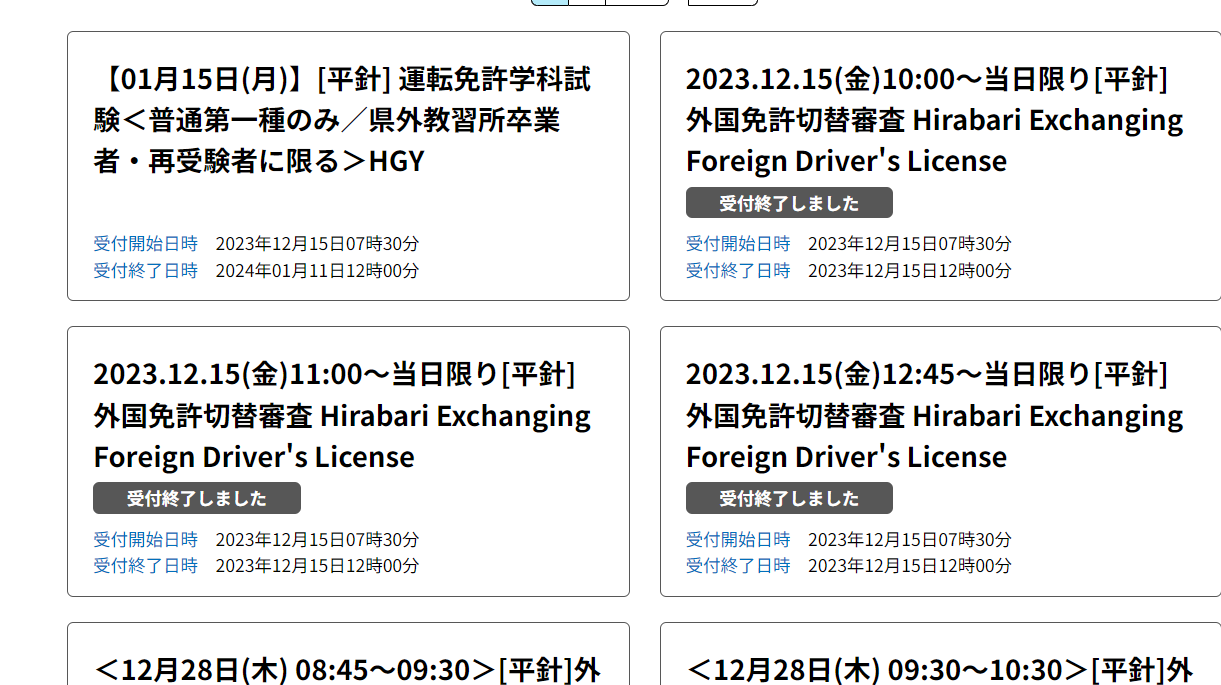 【01月15日(月)】[平針] 運転免許学科試
験＜普通第一種のみ／県外教習所卒業
者・再受験者に限る＞HGY
受付開始日時 2023年12月15日07時30分
受付終了日時 2024年01月11日12時00分
2023.12.15(金)10:00～当日限り[平針]
外国免許切替審査 Hirabari Exchanging
Foreign Driver's License
受付終了しました
受付開始日時 2023年12月15日07時30分
受付終了日時 2023年12月15日12時00分
2023.12.15(金)11:00～当日限り[平針]
外国免許切替審査 Hirabari Exchanging
Foreign Driver's License
受付終了しました
受付開始日時 2023年12月15日07時30分
受付終了日時 2023年12月15日12時00分
2023.12.15(金)12:45～当日限り[平針]
外国免許切替審査 Hirabari Exchanging
Foreign Driver's License
受付終了しました
受付開始日時 2023年12月15日07時30分
受付終了日時 2023年12月15日12時00分
＜12月28日(木) 08:45～09:30＞[平針]外
＜12月28日(木) 09:30～10:30＞[平針]外